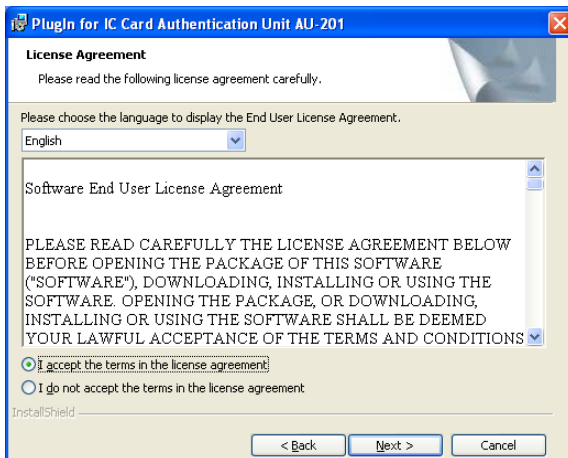 PlugIn for IC Card Authentication Unit AU-201
License Agreement
Please read the following license agreement carefully.
Please choose the language to display the End User License Agreement.
English
Software End User License Agreement
PLEASE READ CAREFULLY THE LICENSE AGREEMENT BELOW
BEFORE OPENING THE PACKAGE OF THIS SOFTWARE
("SOFTWARE"), DOWNLOADING, INSTALLING OR USING THE
SOFTWARE. OPENING THE PACKAGE, OR DOWNLOADING,
INSTALLING OR USING THE SOFTWARE SHALL BE DEEMED
YOUR LAWFUL ACCEPTANCE OF THE TERMS AND CONDITIONS
I accept the terms in the license agreement
I do not accept the terms in the license agreement
InstallShield
< Back Next > Cancel